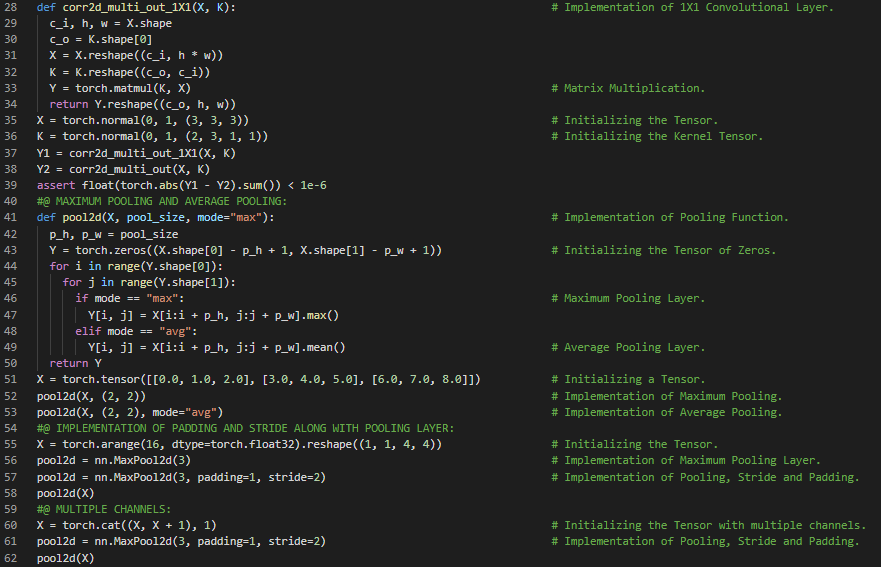 28 def corr2d_multi_out_1X1(X, K): # Implementation of 1X1 Convolutional Layer.
29 c_i, h, w = X.shape
30 c_o = K.shape[0]
31 X = X.reshape((c_i, h * w))
32 K = K.reshape((c_o, c_i))
33 Y = torch.matmul(K, X) # Matrix Multiplication.
34 return Y.reshape((c_o, h, w))
35 X = torch.normal(0, 1, (3, 3, 3)) # Initializing the Tensor.
36 K = torch.normal(0, 1, (2, 3, 1, 1)) # Initializing the Kernel Tensor.
37 Y1 = corr2d_multi_out_1X1(X, K)
38 Y2 = corr2d_multi_out(X, K)
39 assert float(torch.abs(Y1 - Y2).sum()) < 1e-6
40 #@ MAXIMUM POOLING AND AVERAGE POOLING:
41 def pool2d(X, pool_size, mode="max"): # Implementation of Pooling Function.
42 p_h, p_w = pool_size
43 Y = torch.zeros((X.shape[0] - p_h + 1, X.shape[1] - p_w + 1)) # Initializing the Tensor of Zeros.
44 for i in range(Y.shape[0]):
45 for j in range(Y.shape[1]):
46 if mode == "max": # Maximum Pooling Layer.
47 Y[i, j] = X[i:i + p_h, j:j + p_w].max()
48 elif mode == "avg":
49 Y[i, j] = X[i:i + p_h, j:j + p_w].mean() # Average Pooling Layer.
50 return Y
51 X = torch.tensor([[0.0, 1.0, 2.0], [3.0, 4.0, 5.0], [6.0, 7.0, 8.0]]) # Initializing a Tensor.
52 pool2d(X, (2, 2)) # Implementation of Maximum Pooling.
53 pool2d(X, (2, 2), mode="avg") # Implementation of Average Pooling.
54 #@ IMPLEMENTATION OF PADDING AND STRIDE ALONG WITH POOLING LAYER:
55 X = torch.arange(16, dtype=torch.float32).reshape((1, 1, 4, 4)) # Initializing the Tensor.
56 pool2d = nn.MaxPool2d(3) # Implementation of Maximum Pooling Layer.
57 pool2d = nn.MaxPool2d(3, padding=1, stride=2) # Implementation of Pooling, Stride and Padding.
58 pool2d(X)
59 #@ MULTIPLE CHANNELS:
60 X = torch.cat((X, X + 1), 1) # Initializing the Tensor with multiple channels.
61 pool2d = nn.MaxPool2d(3, padding=1, stride=2) # Implementation of Pooling, Stride and Padding.
62 pool2d(X)